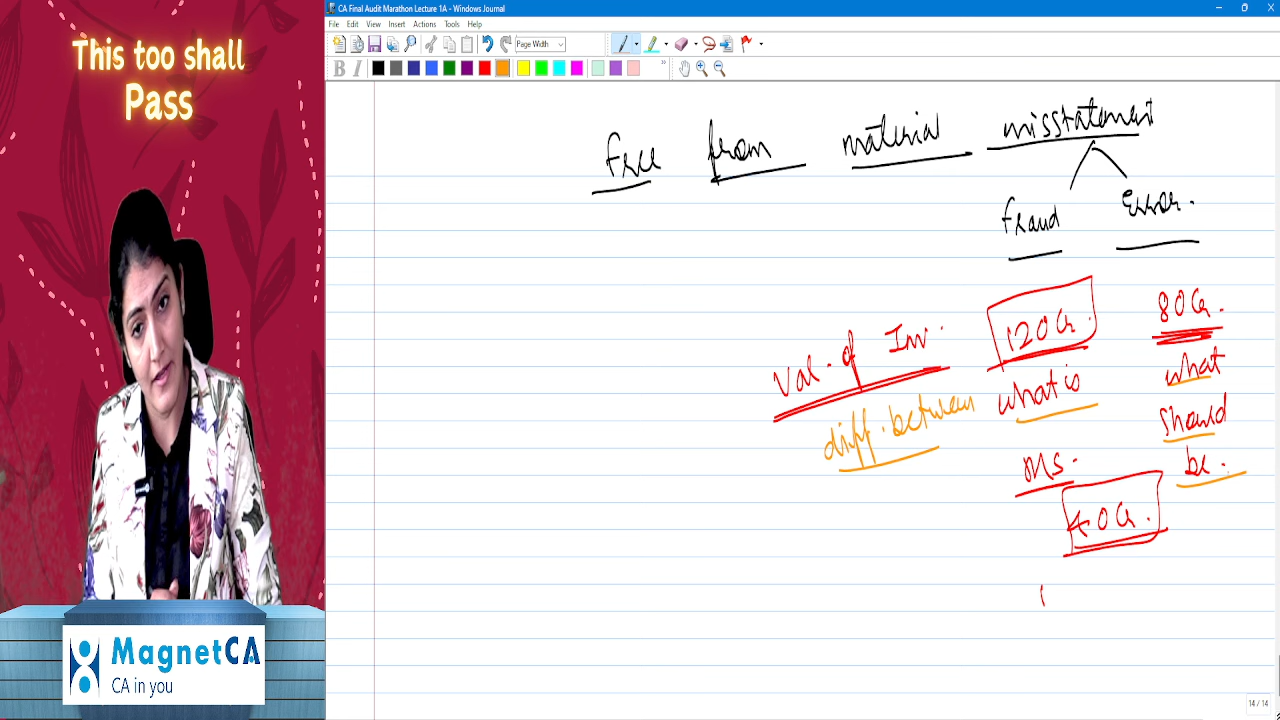 This too shall
Pass
CA Final Audit Marathon Lecture 1A - Windows Journal
File Edit View Insert Actions Tools Help
Page Width
B I
free from material misstatement
fraud Error.
Val. of Inv. 120 Cr. 80 Cr.
diff. between what is what
should
MS. be.
40 Cr.
MagnetCA
CA in you
14 / 14